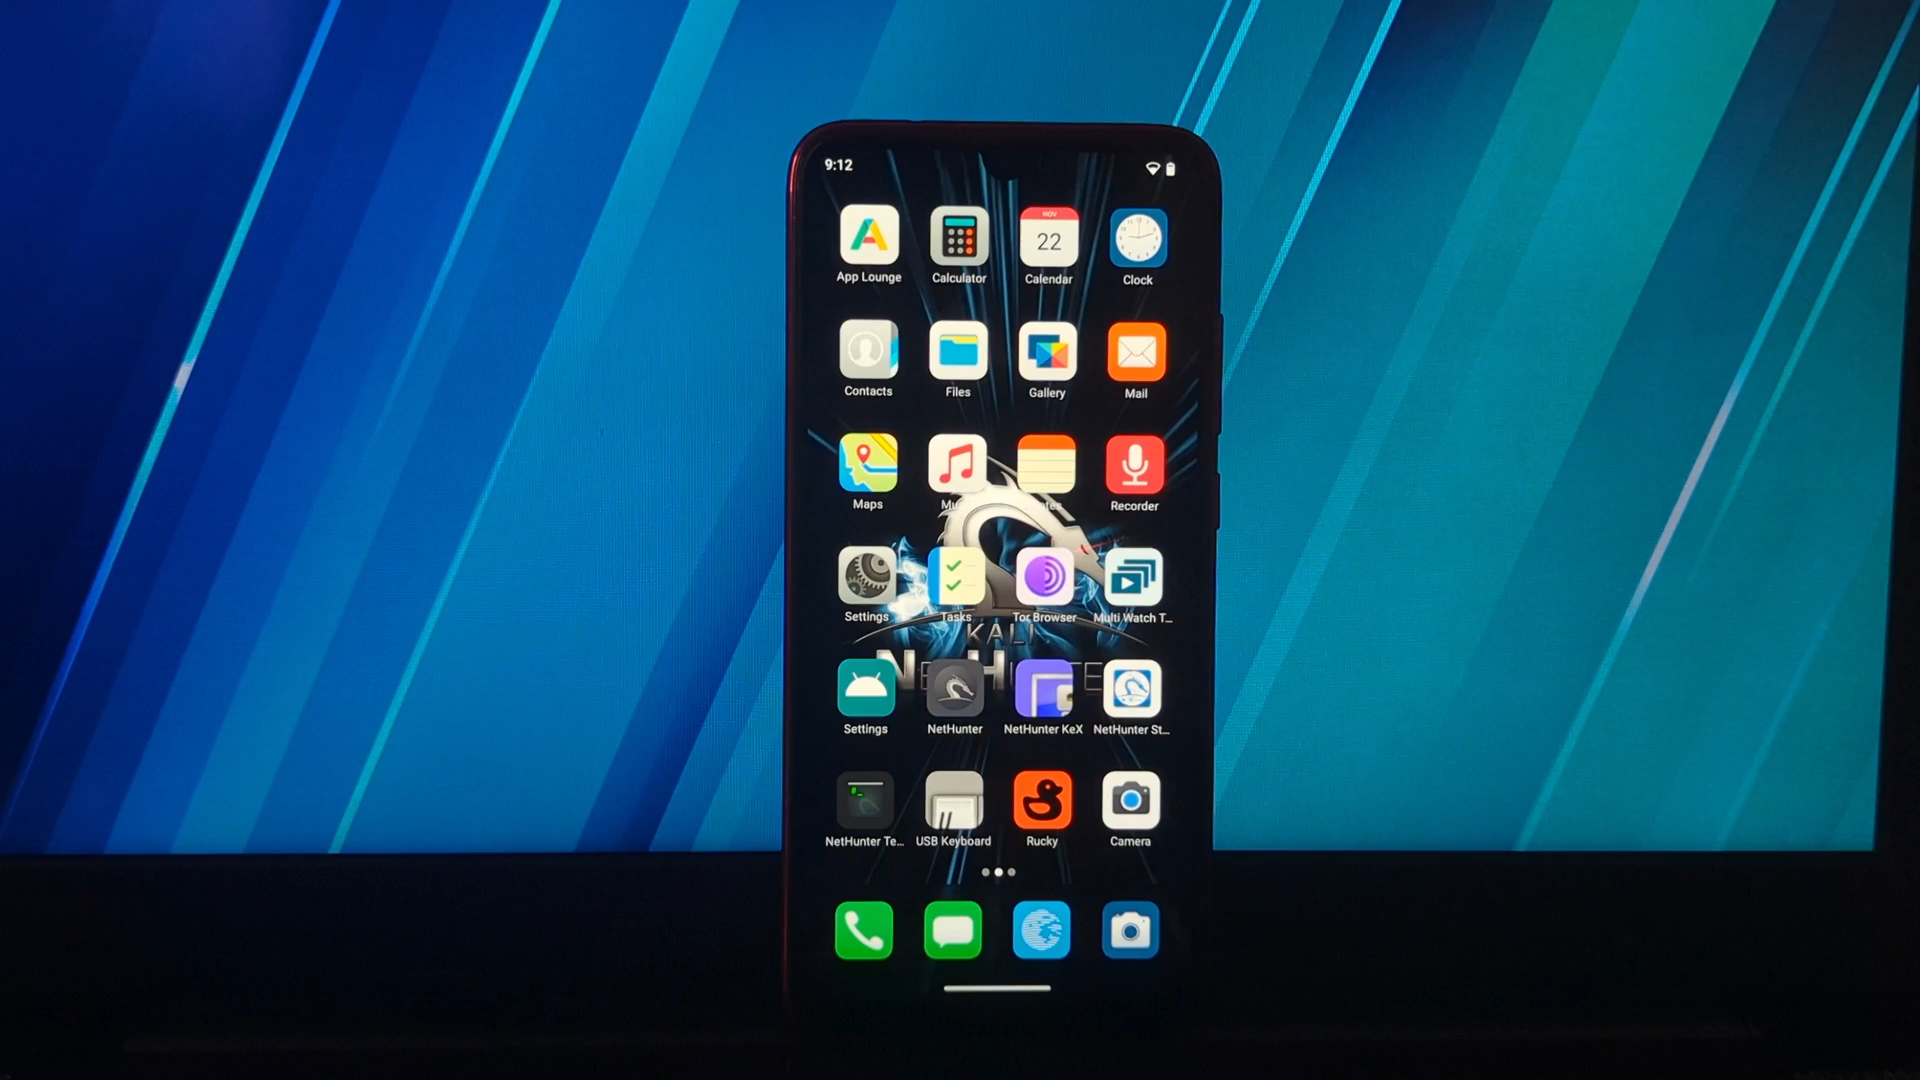 9:12
NOV
22
App Lounge
Calculator
Calendar
Clock
Contacts
Files
Gallery
Mail
Maps
Recorder
Settings
Tasks
Tor Browser
Multi Watch T...
KALI
Settings
NetHunter
NetHunter KeX
NetHunter St...
NetHunter Te...
USB Keyboard
Rucky
Camera